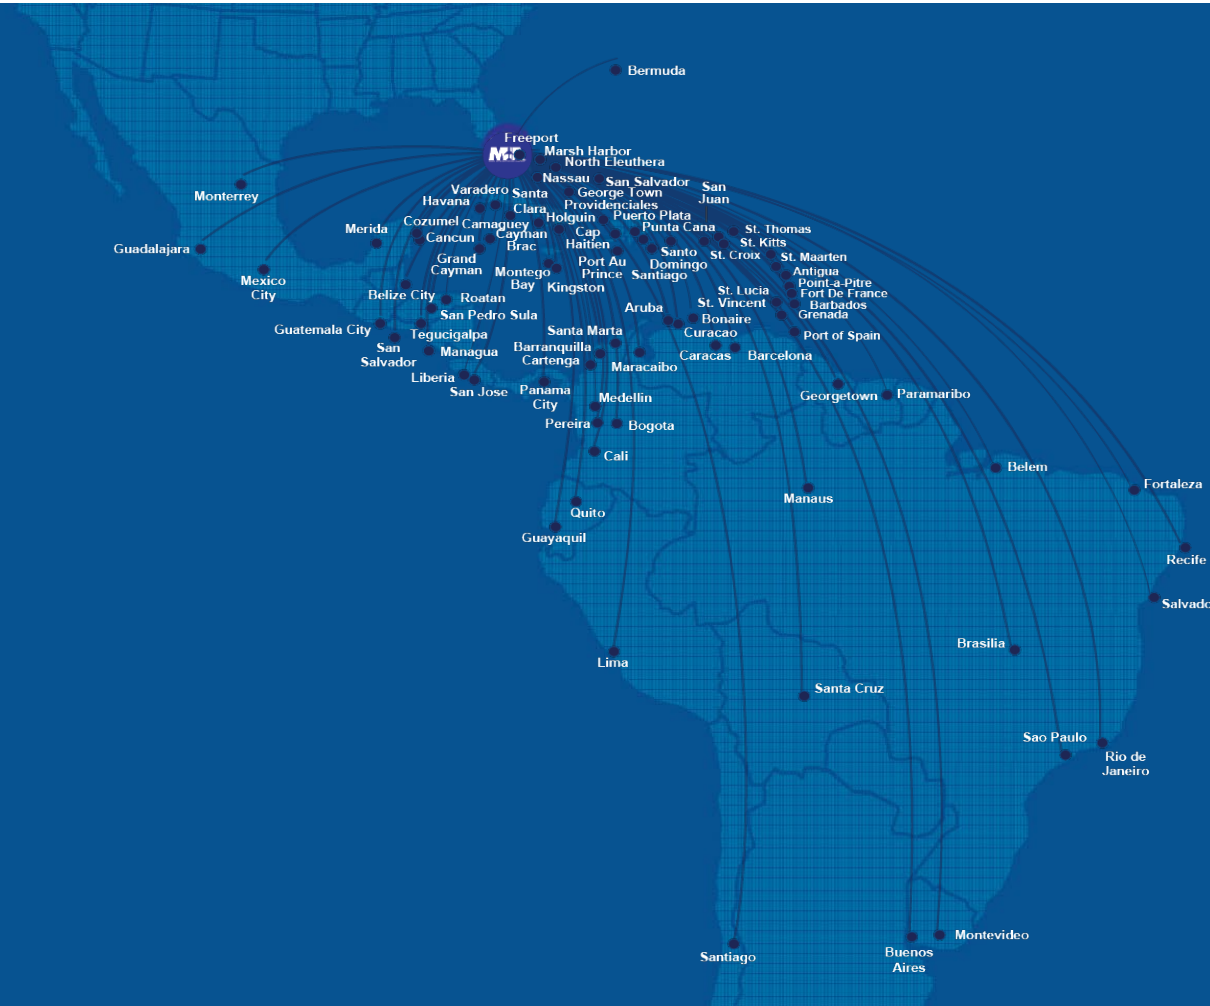 Bermuda
Freeport
Marsh Harbor
North Eleuthera
Nassau
San Salvador
San
Juan
Monterrey
Varadero
Santa
Clara
George Town
Havana
Providenciales
Cozumel
Camaguey
Holguin
Puerto Plata
Merida
Cancun
Cayman
Brac
Cap
Haitien
Punta Cana
St. Thomas
St. Kitts
Guadalajara
Grand
Cayman
Santo
Domingo
St. Croix
St. Maarten
Mexico
City
Montego
Bay
Port Au
Prince
Santiago
Antigua
Point-a-Pitre
Belize City
Roatan
Kingston
St. Lucia
Fort De France
St. Vincent
Barbados
San Pedro Sula
Aruba
Bonaire
Grenada
Guatemala City
Tegucigalpa
Santa Marta
Curacao
Port of Spain
San
Salvador
Managua
Barranquilla
Cartenga
Maracaibo
Caracas
Barcelona
Liberia
San Jose
Panama
City
Medellin
Georgetown
Paramaribo
Pereira
Bogota
Cali
Belem
Manaus
Fortaleza
Quito
Guayaquil
Recife
Salvado
Lima
Brasilia
Santa Cruz
Sao Paulo
Rio de
Janeiro
Santiago
Buenos
Aires
Montevideo